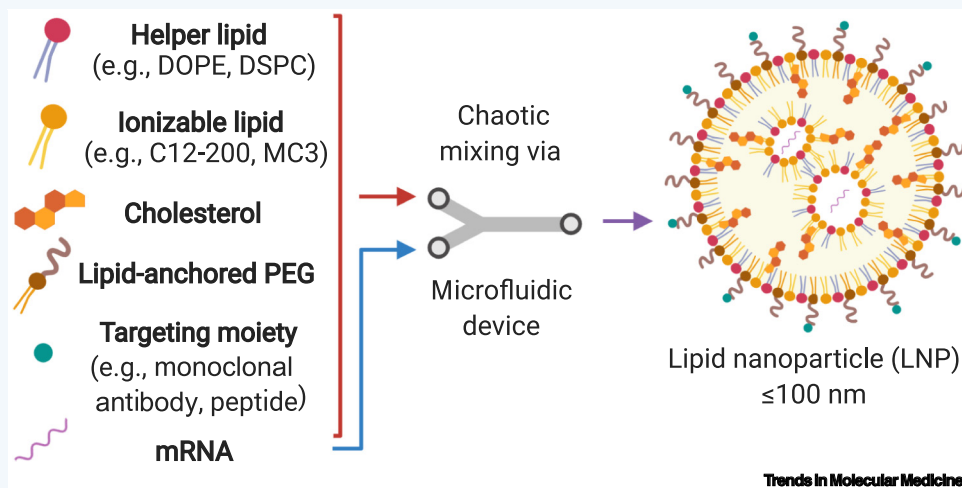 Helper lipid
(e.g., DOPE, DSPC)
Ionizable lipid
(e.g., C12-200, MC3)
Cholesterol
Lipid-anchored PEG
Targeting moiety
(e.g., monoclonal
antibody, peptide)
mRNA
Chaotic
mixing via
Microfluidic
device
Lipid nanoparticle (LNP)
≤100 nm
Trends in Molecular Medicine